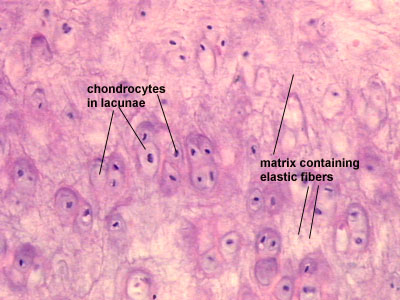 chondrocytes
in lacunae
matrix containing
elastic fibers